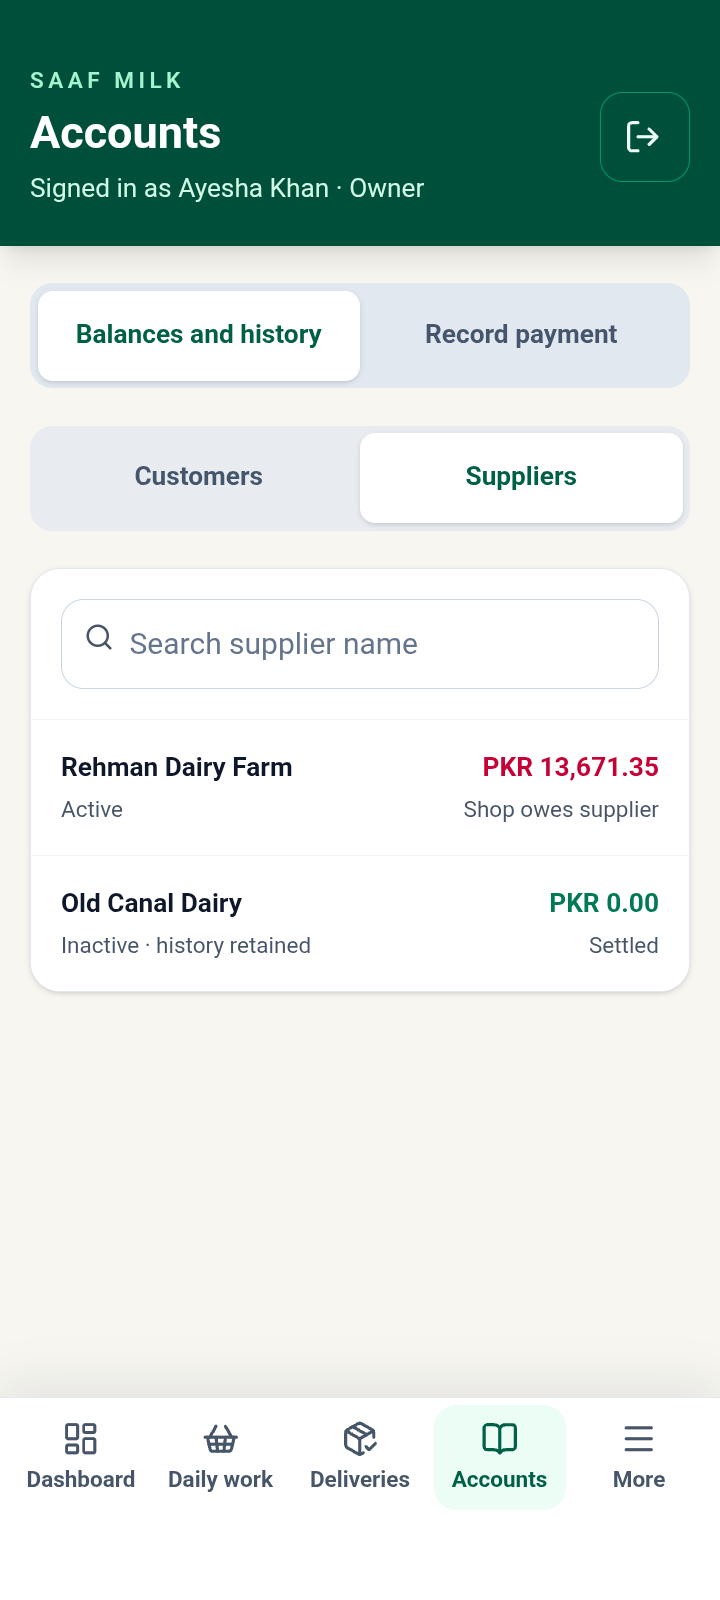 SAAF MILK
Accounts
Signed in as Ayesha Khan · Owner
Balances and history
Record payment
Customers
Suppliers
Search supplier name
Rehman Dairy Farm
PKR 13,671.35
Active
Shop owes supplier
Old Canal Dairy
PKR 0.00
Inactive · history retained
Settled
Dashboard
Daily work
Deliveries
Accounts
More